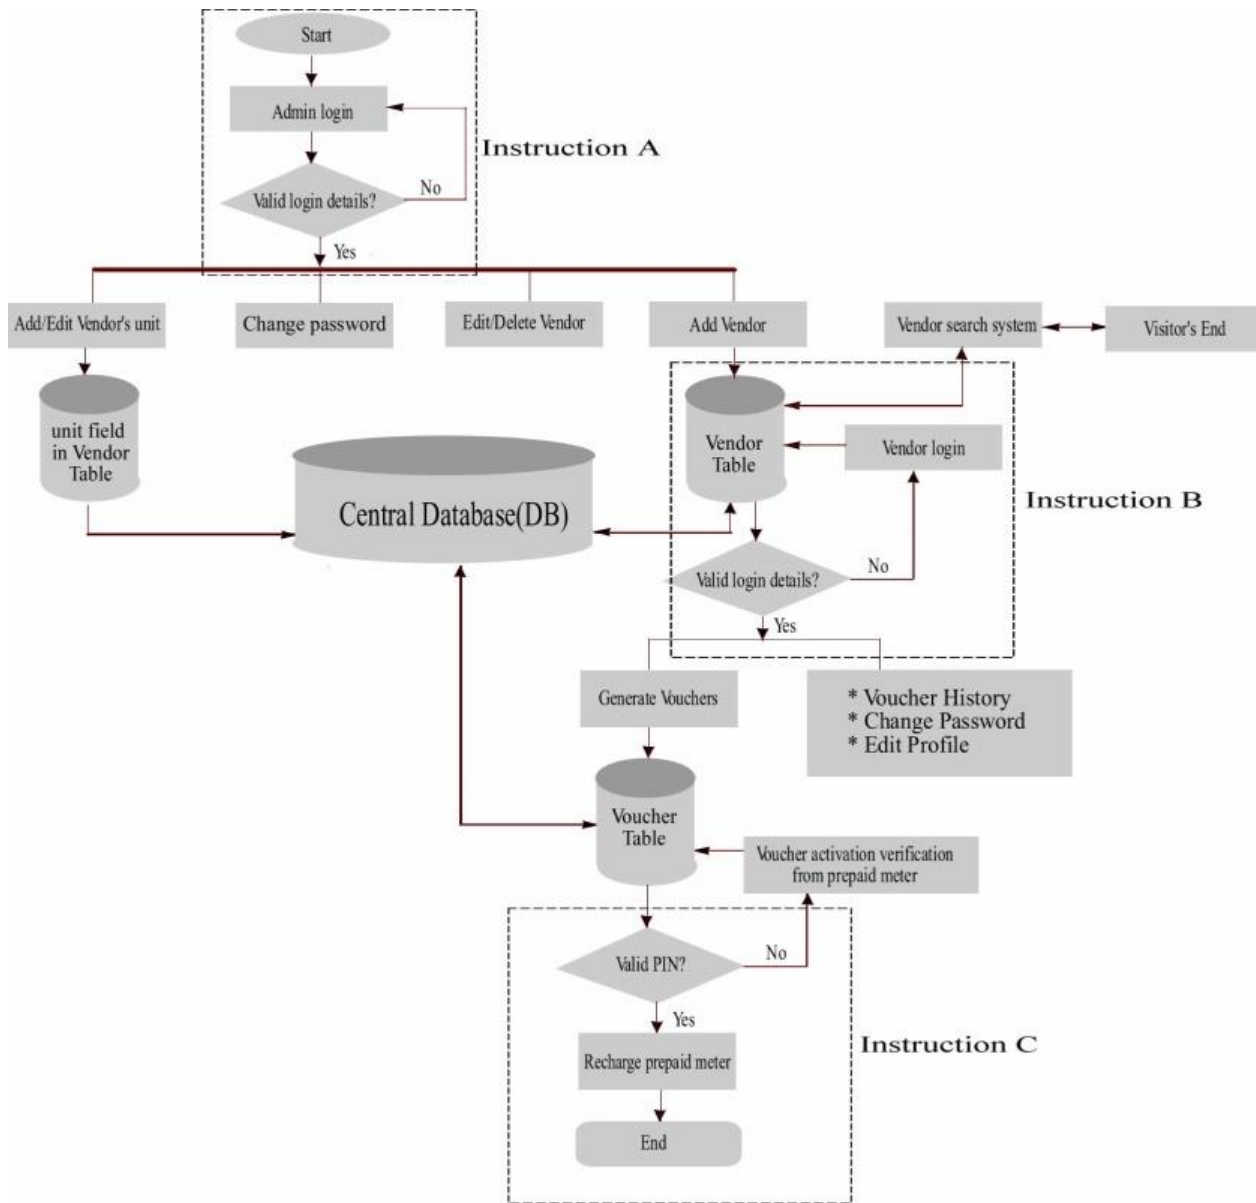 Start
Admin login
Instruction A
Valid login details?
No
Yes
Add/Edit Vendor's unit
Change password
Edit/Delete Vendor
Add Vendor
Vendor search system
Visitor's End
unit field
in Vendor
Table
Vendor
Table
Vendor login
Instruction B
Central Database(DB)
Valid login details?
No
Yes
Generate Vouchers
* Voucher History
* Change Password
* Edit Profile
Voucher
Table
Voucher activation verification
from prepaid meter
Valid PIN?
No
Yes
Instruction C
Recharge prepaid meter
End